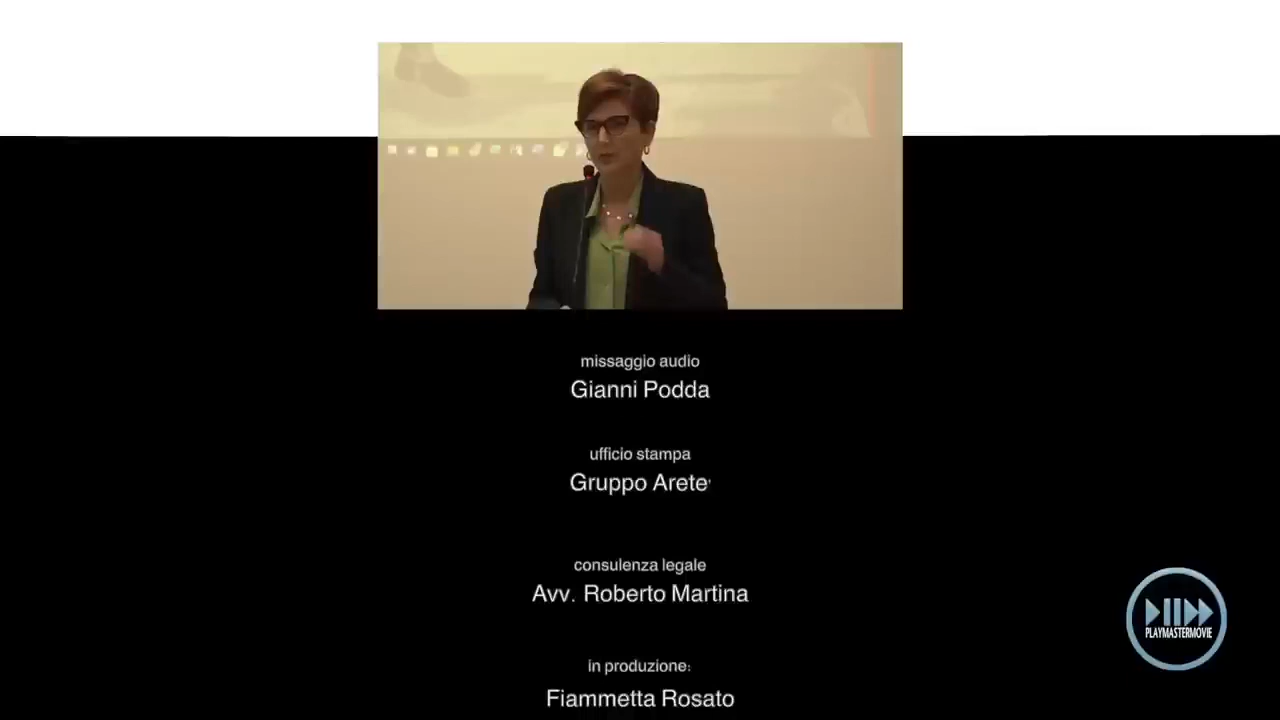 missaggio audio
Gianni Podda
ufficio stampa
Gruppo Arete'
consulenza legale
Avv. Roberto Martina
in produzione:
Fiammetta Rosato
PLAYMASTERMOVIE